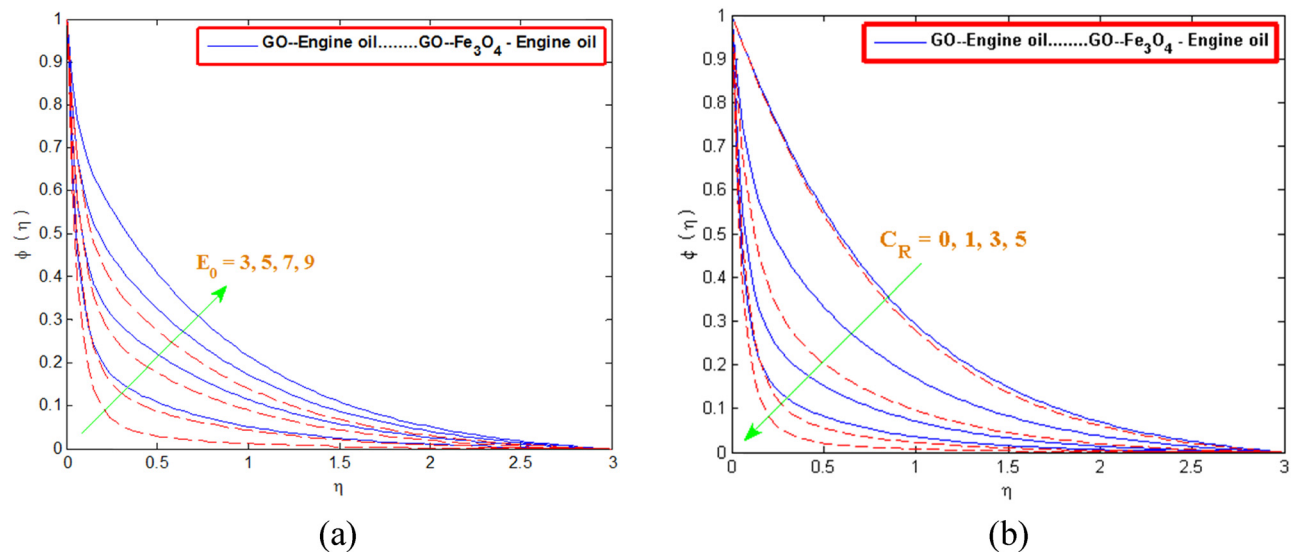 GO--Engine oil........GO--Fe3O4 - Engine oil
1
0.9
0.8
0.7
0.6
0.5
0.4
0.3
0.2
0.1
0
ϕ (η)
E0 = 3, 5, 7, 9
0 0.5 1 1.5 2 2.5 3
η
(a)
(b)
GO--Engine oil........GO--Fe3O4 - Engine oil
1
0.9
0.8
0.7
0.6
0.5
0.4
0.3
0.2
0.1
0
ϕ (η)
CR = 0, 1, 3, 5
0 0.5 1 1.5 2 2.5 3
η
(b)